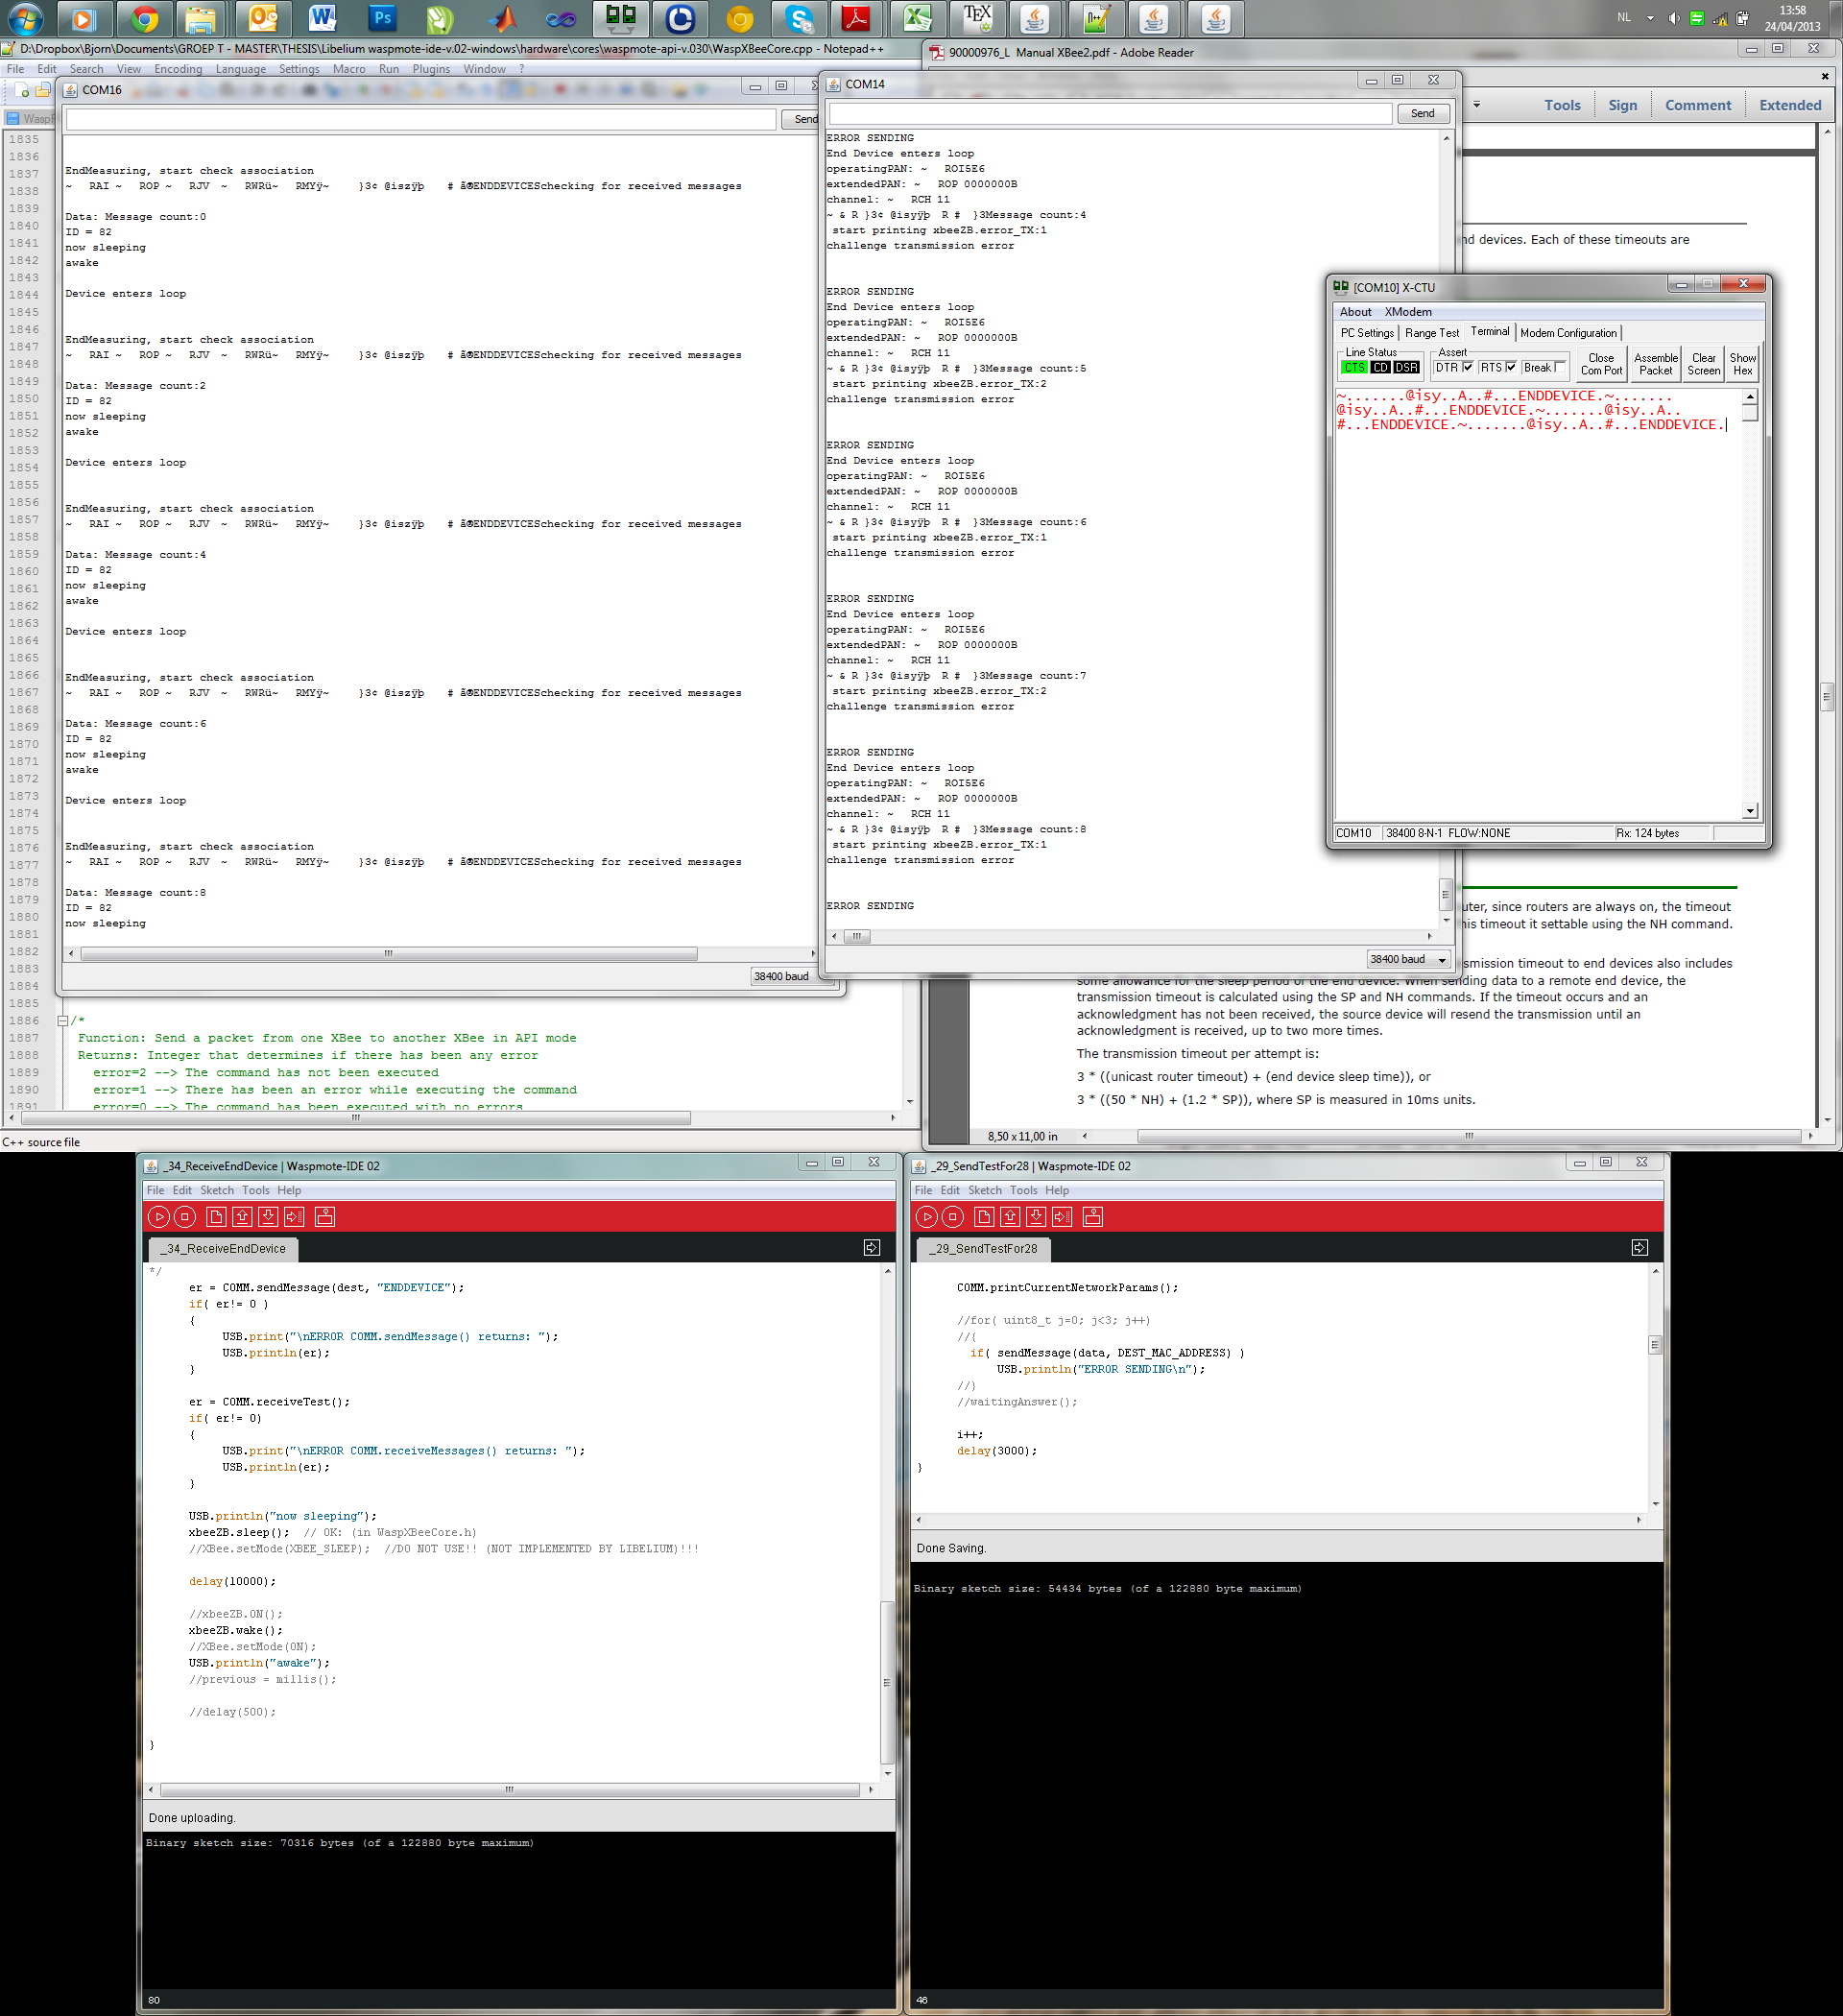 13:58
NL
24/04/2013
D:\Dropbox\Bjorn\Documents\GROEP T - MASTER\THESIS\Libelium waspmote-ide-v.02-windows\hardware\cores\waspmote-api-v.030\WaspXBeeCore.cpp - Notepad++
File Edit Search View Encoding Language Settings Macro Run Plugins Window ?
COM16
Send
1835
1836
1837
1838
1839
1840
1841
1842
1843
1844
1845
1846
1847
1848
1849
1850
1851
1852
1853
1854
1855
1856
1857
1858
1859
1860
1861
1862
1863
1864
1865
1866
1867
1868
1869
1870
1871
1872
1873
1874
1875
1876
1877
1878
1879
1880
1881
1882
1883
1884
1885
1886
1887
1888
1889
1890
1891
EndMeasuring, start check association
~ RAI ~ ROP ~ RJV ~ RWRü~ RMYÿ~ }3¢ @iszÿþ # ã®ENDDEVICESchecking for received messages
Data: Message count:0
ID = 82
now sleeping
awake
Device enters loop
EndMeasuring, start check association
~ RAI ~ ROP ~ RJV ~ RWRü~ RMYÿ~ }3¢ @iszÿþ # ã®ENDDEVICESchecking for received messages
Data: Message count:2
ID = 82
now sleeping
awake
Device enters loop
EndMeasuring, start check association
~ RAI ~ ROP ~ RJV ~ RWRü~ RMYÿ~ }3¢ @iszÿþ # ã®ENDDEVICESchecking for received messages
Data: Message count:4
ID = 82
now sleeping
awake
Device enters loop
EndMeasuring, start check association
~ RAI ~ ROP ~ RJV ~ RWRü~ RMYÿ~ }3¢ @iszÿþ # ã®ENDDEVICESchecking for received messages
Data: Message count:6
ID = 82
now sleeping
awake
Device enters loop
EndMeasuring, start check association
~ RAI ~ ROP ~ RJV ~ RWRü~ RMYÿ~ }3¢ @iszÿþ # ã®ENDDEVICESchecking for received messages
Data: Message count:8
ID = 82
now sleeping
38400 baud
/*
Function: Send a packet from one XBee to another XBee in API mode
Returns: Integer that determines if there has been any error
error=2 --> The command has not been executed
error=1 --> There has been an error while executing the command
error=0 --> The command has been executed with no errors
C++ source file
COM14
Send
ERROR SENDING
End Device enters loop
operatingPAN: ~ ROI5E6
extendedPAN: ~ ROP 0000000B
channel: ~ RCH 11
~ & R }3¢ @isyÿþ R # }3Message count:4
start printing xbeeZB.error_TX:1
challenge transmission error
ERROR SENDING
End Device enters loop
operatingPAN: ~ ROI5E6
extendedPAN: ~ ROP 0000000B
channel: ~ RCH 11
~ & R }3¢ @isyÿþ R # }3Message count:5
start printing xbeeZB.error_TX:2
challenge transmission error
ERROR SENDING
End Device enters loop
operatingPAN: ~ ROI5E6
extendedPAN: ~ ROP 0000000B
channel: ~ RCH 11
~ & R }3¢ @isyÿþ R # }3Message count:6
start printing xbeeZB.error_TX:1
challenge transmission error
ERROR SENDING
End Device enters loop
operatingPAN: ~ ROI5E6
extendedPAN: ~ ROP 0000000B
channel: ~ RCH 11
~ & R }3¢ @isyÿþ R # }3Message count:7
start printing xbeeZB.error_TX:2
challenge transmission error
ERROR SENDING
End Device enters loop
operatingPAN: ~ ROI5E6
extendedPAN: ~ ROP 0000000B
channel: ~ RCH 11
~ & R }3¢ @isyÿþ R # }3Message count:8
start printing xbeeZB.error_TX:1
challenge transmission error
ERROR SENDING
38400 baud
90000976_L Manual XBee2.pdf - Adobe Reader
Tools Sign Comment Extended
nd devices. Each of these timeouts are
[COM10] X-CTU
About XModem
PC Settings Range Test Terminal Modem Configuration
Line Status
CTS CD DSR
Assert
DTR RTS Break
Close Com Port
Assemble Packet
Clear Screen
Show Hex
~.......@isy..A..#...ENDDEVICE.~.......
@isy..A..#...ENDDEVICE.~.......@isy..A..
#...ENDDEVICE.~.......@isy..A..#...ENDDEVICE.
COM10 38400 8-N-1 FLOW:NONE Rx: 124 bytes
uter, since routers are always on, the timeout
his timeout it settable using the NH command.
smission timeout to end devices also includes
some allowance for the sleep period of the end device. When sending data to a remote end device, the
transmission timeout is calculated using the SP and NH commands. If the timeout occurs and an
acknowledgment has not been received, the source device will resend the transmission until an
acknowledgment is received, up to two more times.
The transmission timeout per attempt is:
3 * ((unicast router timeout) + (end device sleep time)), or
3 * ((50 * NH) + (1.2 * SP)), where SP is measured in 10ms units.
8,50 x 11,00 in
_34_ReceiveEndDevice | Waspmote-IDE 02
File Edit Sketch Tools Help
_34_ReceiveEndDevice
*/
er = COMM.sendMessage(dest, "ENDDEVICE");
if( er!= 0 )
{
USB.print("\nERROR COMM.sendMessage() returns: ");
USB.println(er);
}
er = COMM.receiveTest();
if( er!= 0)
{
USB.print("\nERROR COMM.receiveMessages() returns: ");
USB.println(er);
}
USB.println("now sleeping");
xbeeZB.sleep(); // OK: (in WaspXBeeCore.h)
//XBee.setMode(XBEE_SLEEP); //DO NOT USE!! (NOT IMPLEMENTED BY LIBELIUM)!!!
delay(10000);
//xbeeZB.ON();
xbeeZB.wake();
//XBee.setMode(ON);
USB.println("awake");
//previous = millis();
//delay(500);
}
Done uploading.
Binary sketch size: 70316 bytes (of a 122880 byte maximum)
80
_29_SendTestFor28 | Waspmote-IDE 02
File Edit Sketch Tools Help
_29_SendTestFor28
COMM.printCurrentNetworkParams();
//for( uint8_t j=0; j<3; j++)
//{
if( sendMessage(data, DEST_MAC_ADDRESS) )
USB.println("ERROR SENDING\n");
//}
//waitingAnswer();
i++;
delay(3000);
}
Done Saving.
Binary sketch size: 54434 bytes (of a 122880 byte maximum)
46